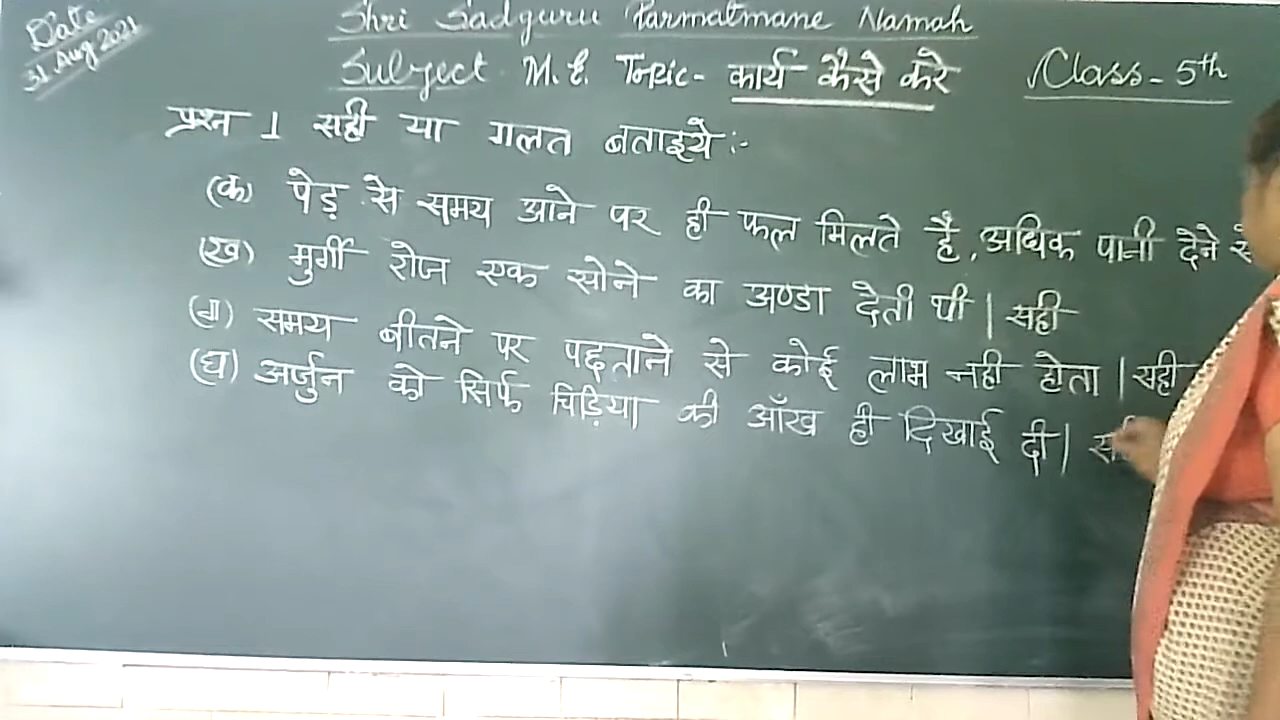 Date
31 Aug 2021
Shri Sadguru Parmatmane Namah
Subject M.E. Topic- कार्य कैसे करे
Class - 5th
प्रश्न 1 सही या गलत बताइये :-
(क) पेड़ से समय आने पर ही फल मिलते है, अधिक पानी देने
(ख) मुर्गी रोज एक सोने का अण्डा देती थी | सही
(ग) समय बीतने पर पछताने से कोई लाभ नही होता | सही
(घ) अर्जुन को सिर्फ चिड़िया की आँख ही दिखाई दी |